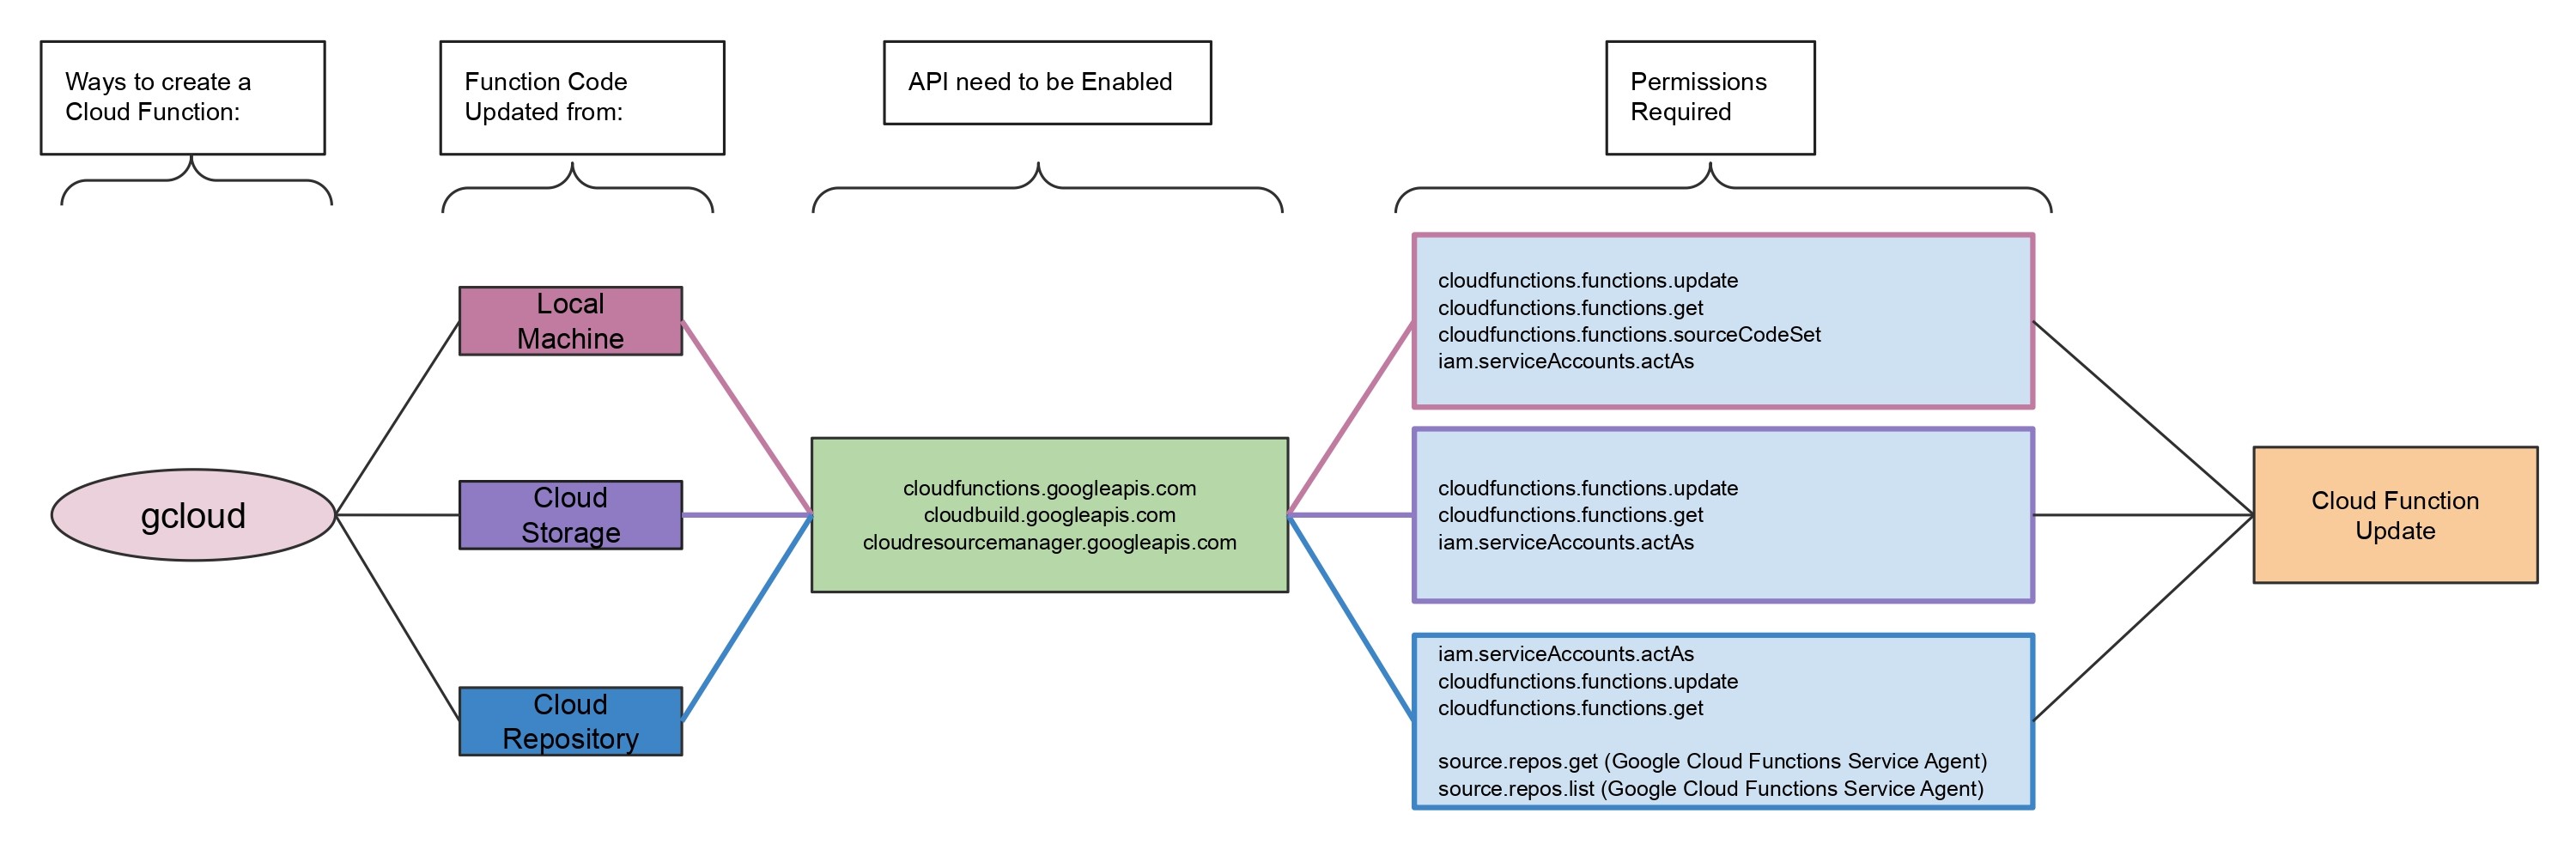 Ways to create a
Cloud Function:
Function Code
Updated from:
API need to be Enabled
Permissions
Required
gcloud
Local
Machine
Cloud
Storage
Cloud
Repository
cloudfunctions.googleapis.com
cloudbuild.googleapis.com
cloudresourcemanager.googleapis.com
cloudfunctions.functions.update
cloudfunctions.functions.get
cloudfunctions.functions.sourceCodeSet
iam.serviceAccounts.actAs
cloudfunctions.functions.update
cloudfunctions.functions.get
iam.serviceAccounts.actAs
iam.serviceAccounts.actAs
cloudfunctions.functions.update
cloudfunctions.functions.get
source.repos.get (Google Cloud Functions Service Agent)
source.repos.list (Google Cloud Functions Service Agent)
Cloud Function
Update